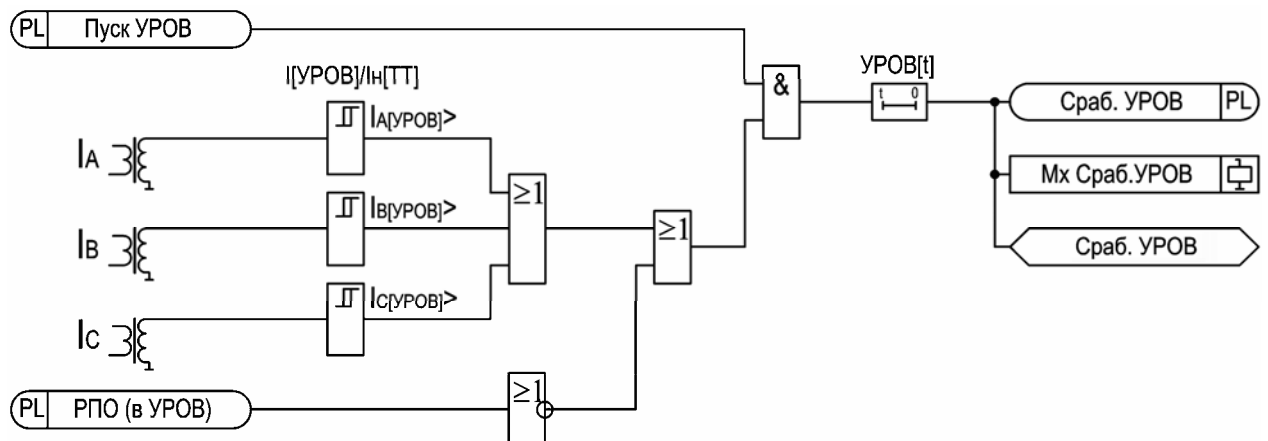 PL Пуск УРОВ
I[УРОВ]/Iн[ТТ]
УРОВ[t]
&
t 0
Сраб. УРОВ PL
IA
IA[УРОВ]>
≥1
Мх Сраб.УРОВ
IB
IB[УРОВ]>
≥1
Сраб. УРОВ
IC
IC[УРОВ]>
PL РПО (в УРОВ)
≥1